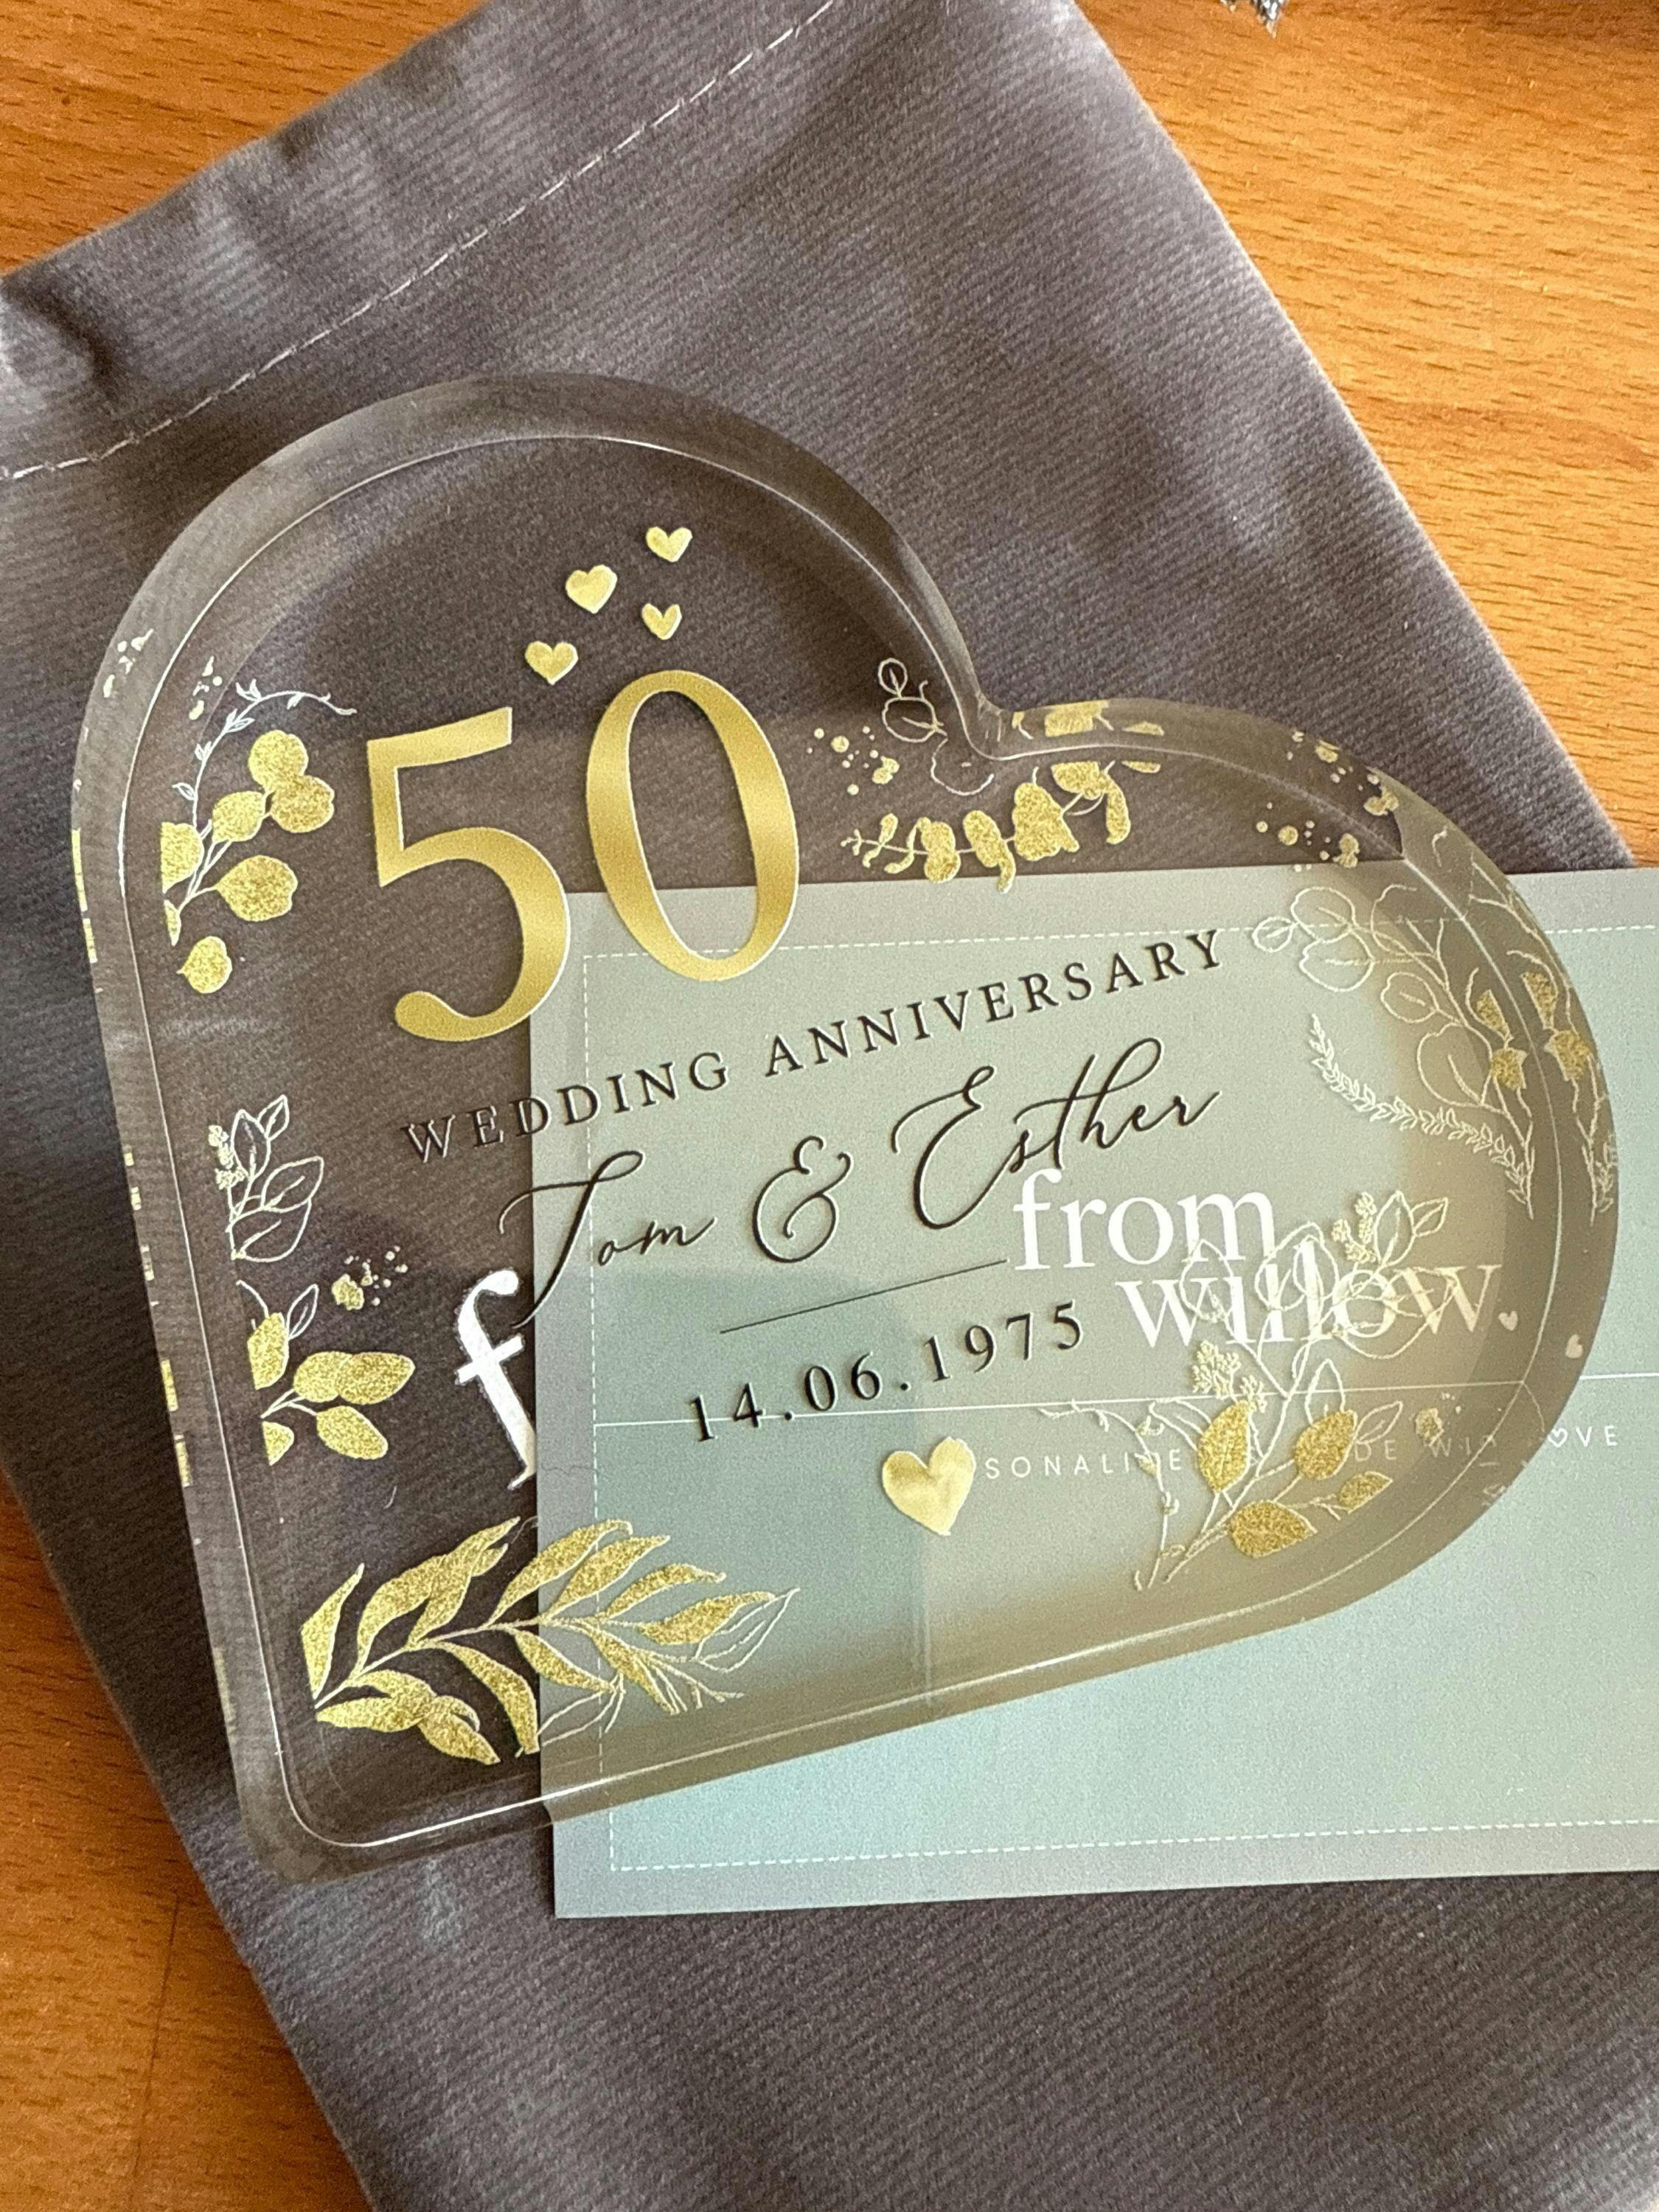 50
WEDDING ANNIVERSARY
Tom & Esther
from
willow.
14.06.1975
f